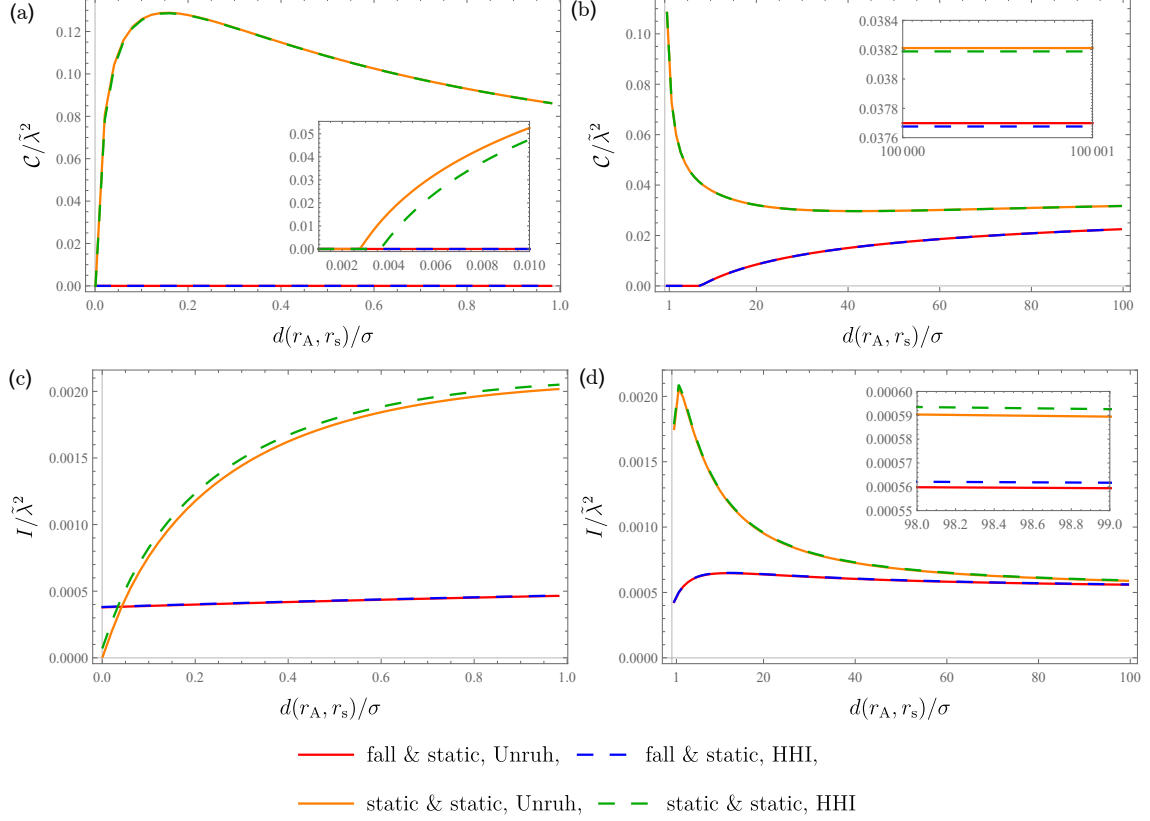 (a)
𝒞/λ̃²
0.12
0.10
0.08
0.06
0.04
0.02
0.00
0.05
0.04
0.03
0.02
0.01
0.00
0.002 0.004 0.006 0.008 0.010
0.0 0.2 0.4 0.6 0.8 1.0
d(r_A, r_s)/σ
(b)
𝒞/λ̃²
0.10
0.08
0.06
0.04
0.02
0.00
0.0384
0.0382
0.0380
0.0378
0.0376
100 000 100 001
1 20 40 60 80 100
d(r_A, r_s)/σ
(c)
I/λ̃²
0.0020
0.0015
0.0010
0.0005
0.0000
0.0 0.2 0.4 0.6 0.8 1.0
d(r_A, r_s)/σ
(d)
I/λ̃²
0.0020
0.0015
0.0010
0.0005
0.0000
0.00060
0.00059
0.00058
0.00057
0.00056
0.00055
98.0 98.2 98.4 98.6 98.8 99.0
1 20 40 60 80 100
d(r_A, r_s)/σ
fall & static, Unruh, fall & static, HHI,
static & static, Unruh, static & static, HHI